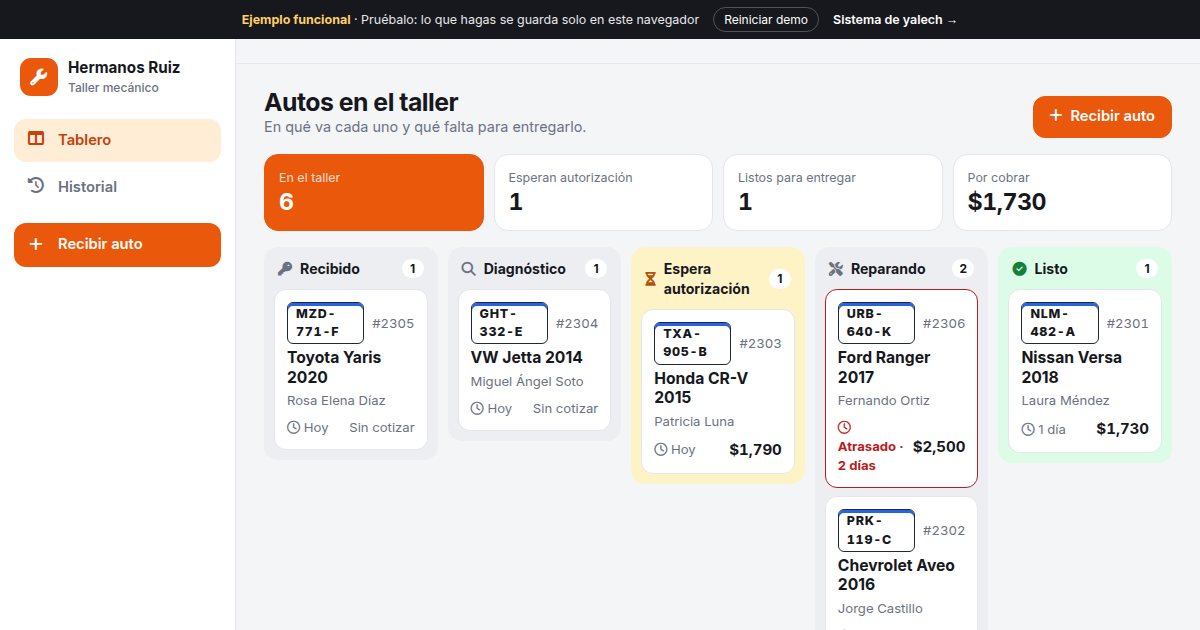 Ejemplo funcional · Pruébalo: lo que hagas se guarda solo en este navegador
Reiniciar demo
Sistema de yalech →
Hermanos Ruiz
Taller mecánico
Tablero
Historial
+ Recibir auto
Autos en el taller
En qué va cada uno y qué falta para entregarlo.
+ Recibir auto
En el taller
6
Esperan autorización
1
Listos para entregar
1
Por cobrar
$1,730
Recibido 1
MZD-
771-F
#2305
Toyota Yaris
2020
Rosa Elena Díaz
Hoy Sin cotizar
Diagnóstico 1
GHT-
332-E
#2304
VW Jetta 2014
Miguel Ángel Soto
Hoy Sin cotizar
Espera
autorización
1
TXA-
905-B
#2303
Honda CR-V
2015
Patricia Luna
Hoy $1,790
Reparando 2
URB-
640-K
#2306
Ford Ranger
2017
Fernando Ortiz
Atrasado ·
2 días
$2,500
PRK-
119-C
#2302
Chevrolet Aveo
2016
Jorge Castillo
Listo 1
NLM-
482-A
#2301
Nissan Versa
2018
Laura Méndez
1 día $1,730